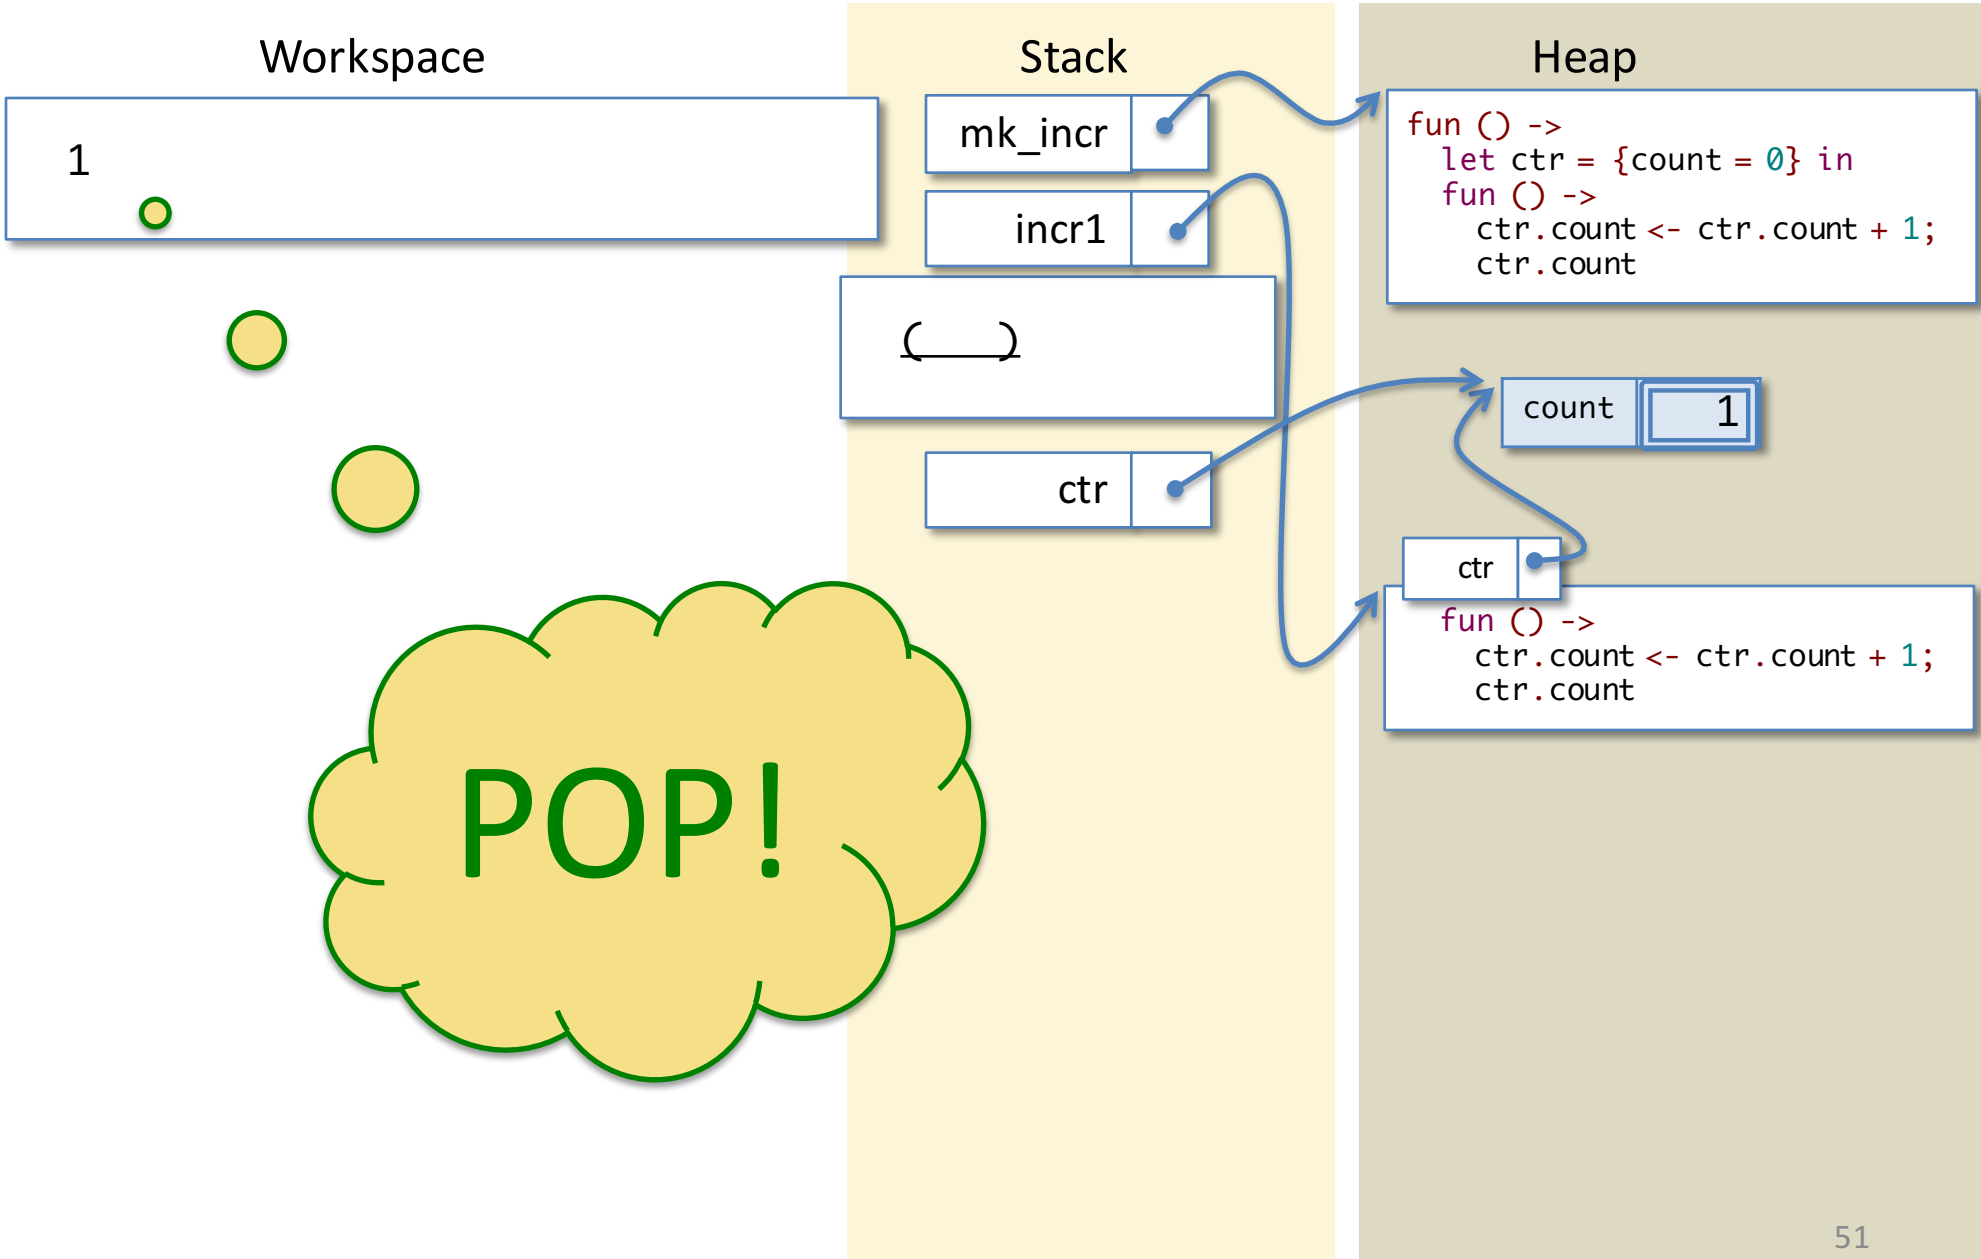 Workspace
1
POP!
Stack
mk_incr
incr1
(    )
ctr
Heap
fun () ->
  let ctr = {count = 0} in
  fun () ->
    ctr.count <- ctr.count + 1;
    ctr.count
count 1
ctr
fun () ->
  ctr.count <- ctr.count + 1;
  ctr.count
51